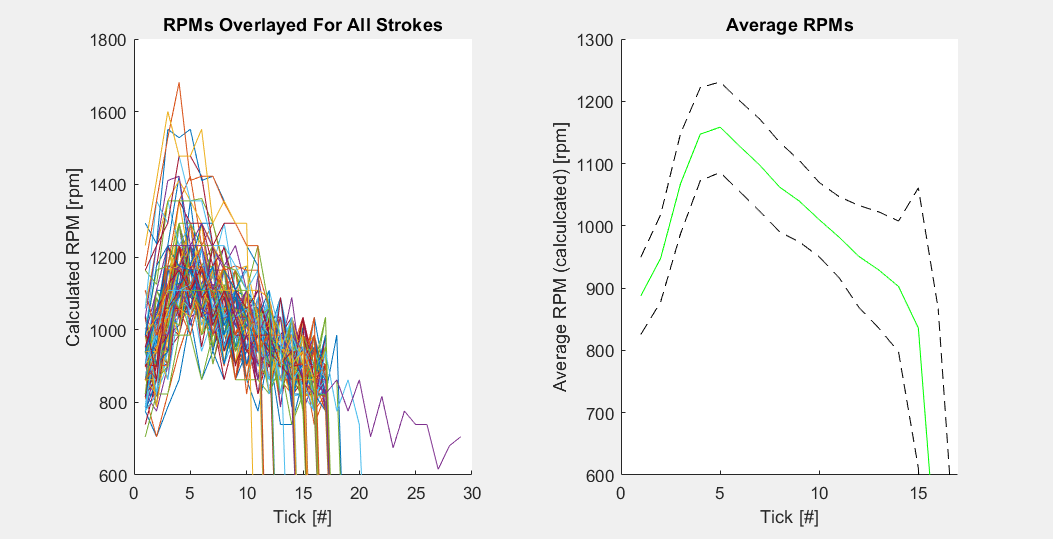 RPMs Overlayed For All Strokes
1800
1600
1400
1200
1000
800
600
Calculated RPM [rpm]
0 5 10 15 20 25 30
Tick [#]
Average RPMs
1300
1200
1100
1000
900
800
700
600
Average RPM (calculcated) [rpm]
0 5 10 15
Tick [#]